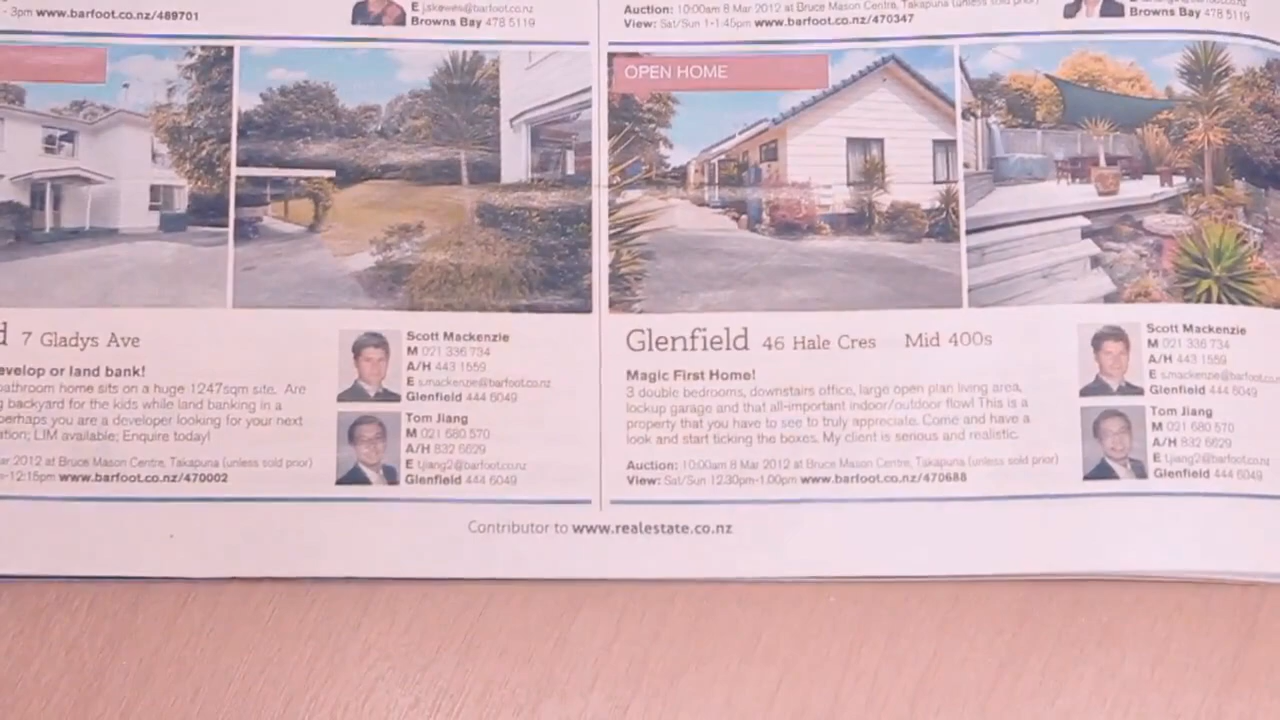 - 3pm www.barfoot.co.nz/469701
E j.skewes@barfoot.co.nz
Browns Bay 478 5119
Auction: 10:00am 8 Mar 2012 at Bruce Mason Centre, Takapuna (unless sold prior)
View: Sat/Sun 1-1:45pm www.barfoot.co.nz/470347
Browns Bay 478 5119
d 7 Gladys Ave
evelop or land bank!
bathroom home sits on a huge 1247sqm site. Are
g backyard for the kids while land banking in a
perhaps you are a developer looking for your next
ation; LIM available; Enquire today!
ar 2012 at Bruce Mason Centre, Takapuna (unless sold prior)
-12:15pm www.barfoot.co.nz/470002
Scott Mackenzie
M 021 336 734
A/H 443 1559
E s.mackenzie@barfoot.co.nz
Glenfield 444 5049
Tom Jiang
M 021 680 570
A/H 832 6629
E t.jiang2@barfoot.co.nz
Glenfield 444 5049
OPEN HOME
Glenfield 46 Hale Cres Mid 400s
Magic First Home!
3 double bedrooms, downstairs office, large open plan living area,
lockup garage and that all-important indoor/outdoor flow! This is a
property that you have to see to truly appreciate. Come and have a
look and start ticking the boxes. My client is serious and realistic.
Auction: 10:00am 8 Mar 2012 at Bruce Mason Centre, Takapuna (unless sold prior)
View: Sat/Sun 12.30pm-1.00pm www.barfoot.co.nz/470688
Scott Mackenzie
M 021 336 734
A/H 443 1559
E s.mackenzie@barfoot.co.nz
Glenfield 444 5049
Tom Jiang
M 021 680 570
A/H 832 6629
E t.jiang2@barfoot.co.nz
Glenfield 444 5049
Contributor to www.realestate.co.nz